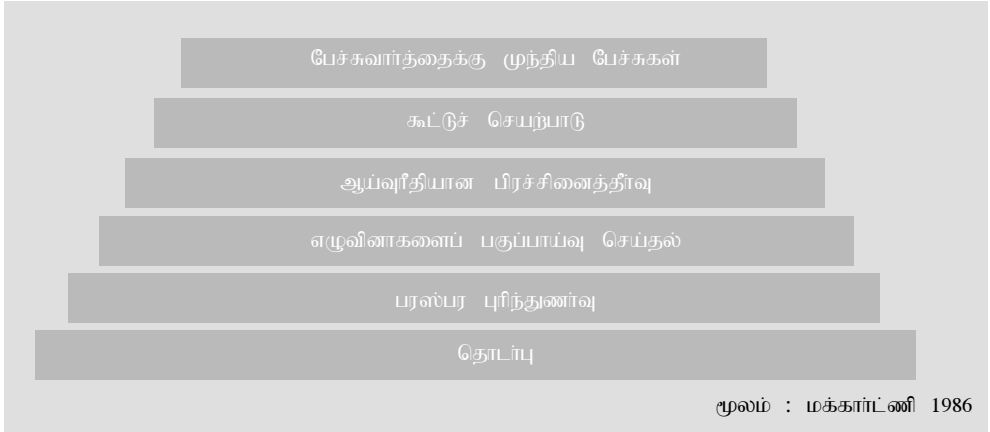 பேச்சுவார்த்தைக்கு முந்திய பேச்சுகள்
கூட்டுச் செயற்பாடு
ஆய்வுரீதியான பிரச்சினைத்தீர்வு
எழுவினாகளைப் பகுப்பாய்வு செய்தல்
பரஸ்பர புரிந்துணர்வு
தொடர்பு
மூலம் : மக்கார்ட்ணி 1986